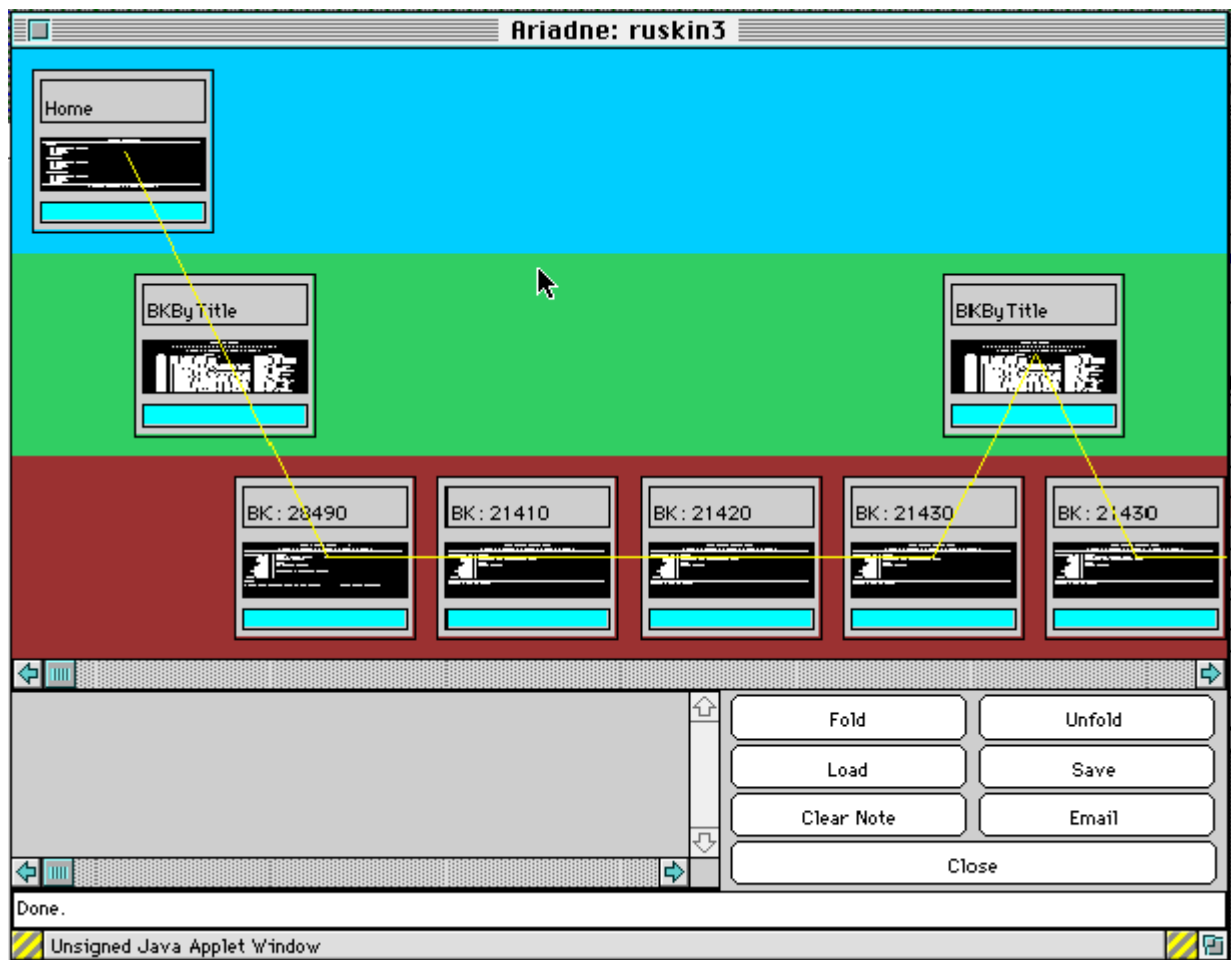 Ariadne: ruskin3
Home
BKByTitle
BKByTitle
BK: 28490
BK: 21410
BK: 21420
BK: 21430
BK: 21430
Fold
Unfold
Load
Save
Clear Note
Email
Close
Done.
Unsigned Java Applet Window